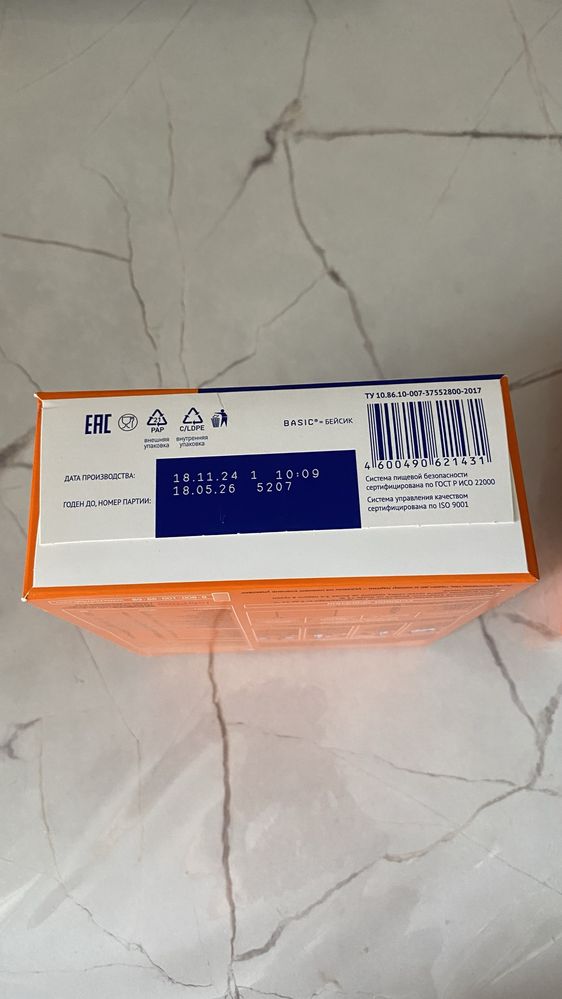 ТУ 10.86.10-007-37552800-2017
EAC
21
PAP
внешняя
упаковка
C/LDPE
внутренняя
упаковка
BASIC® = БЕЙСИК
4 600490 621431
ДАТА ПРОИЗВОДСТВА:
18.11.24 1 10:09
ГОДЕН ДО, НОМЕР ПАРТИИ:
18.05.26 5207
Система пищевой безопасности
сертифицирована по ГОСТ Р ИСО 22000
Система управления качеством
сертифицирована по ISO 9001